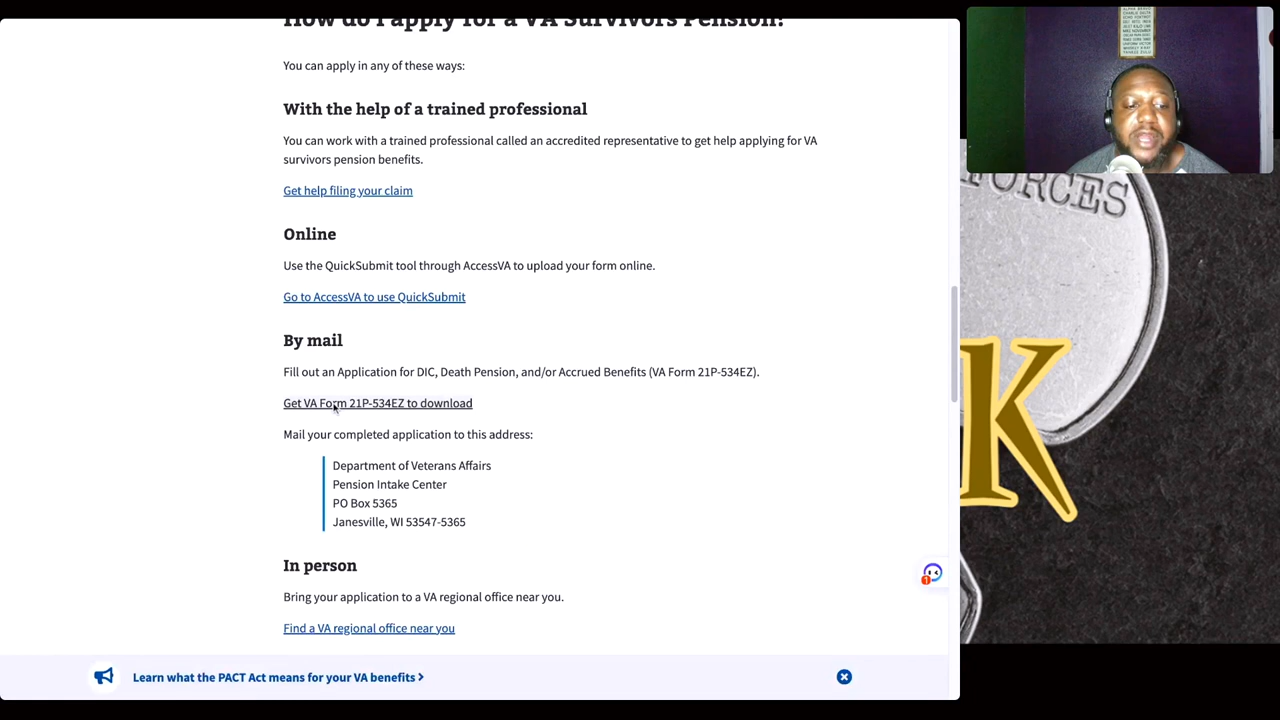 How do I apply for a VA Survivors Pension?
You can apply in any of these ways:
With the help of a trained professional
You can work with a trained professional called an accredited representative to get help applying for VA
survivors pension benefits.
Get help filing your claim
Online
Use the QuickSubmit tool through AccessVA to upload your form online.
Go to AccessVA to use QuickSubmit
By mail
Fill out an Application for DIC, Death Pension, and/or Accrued Benefits (VA Form 21P-534EZ).
Get VA Form 21P-534EZ to download
Mail your completed application to this address:
Department of Veterans Affairs
Pension Intake Center
PO Box 5365
Janesville, WI 53547-5365
In person
Bring your application to a VA regional office near you.
Find a VA regional office near you
1
Learn what the PACT Act means for your VA benefits >
FORCES
K